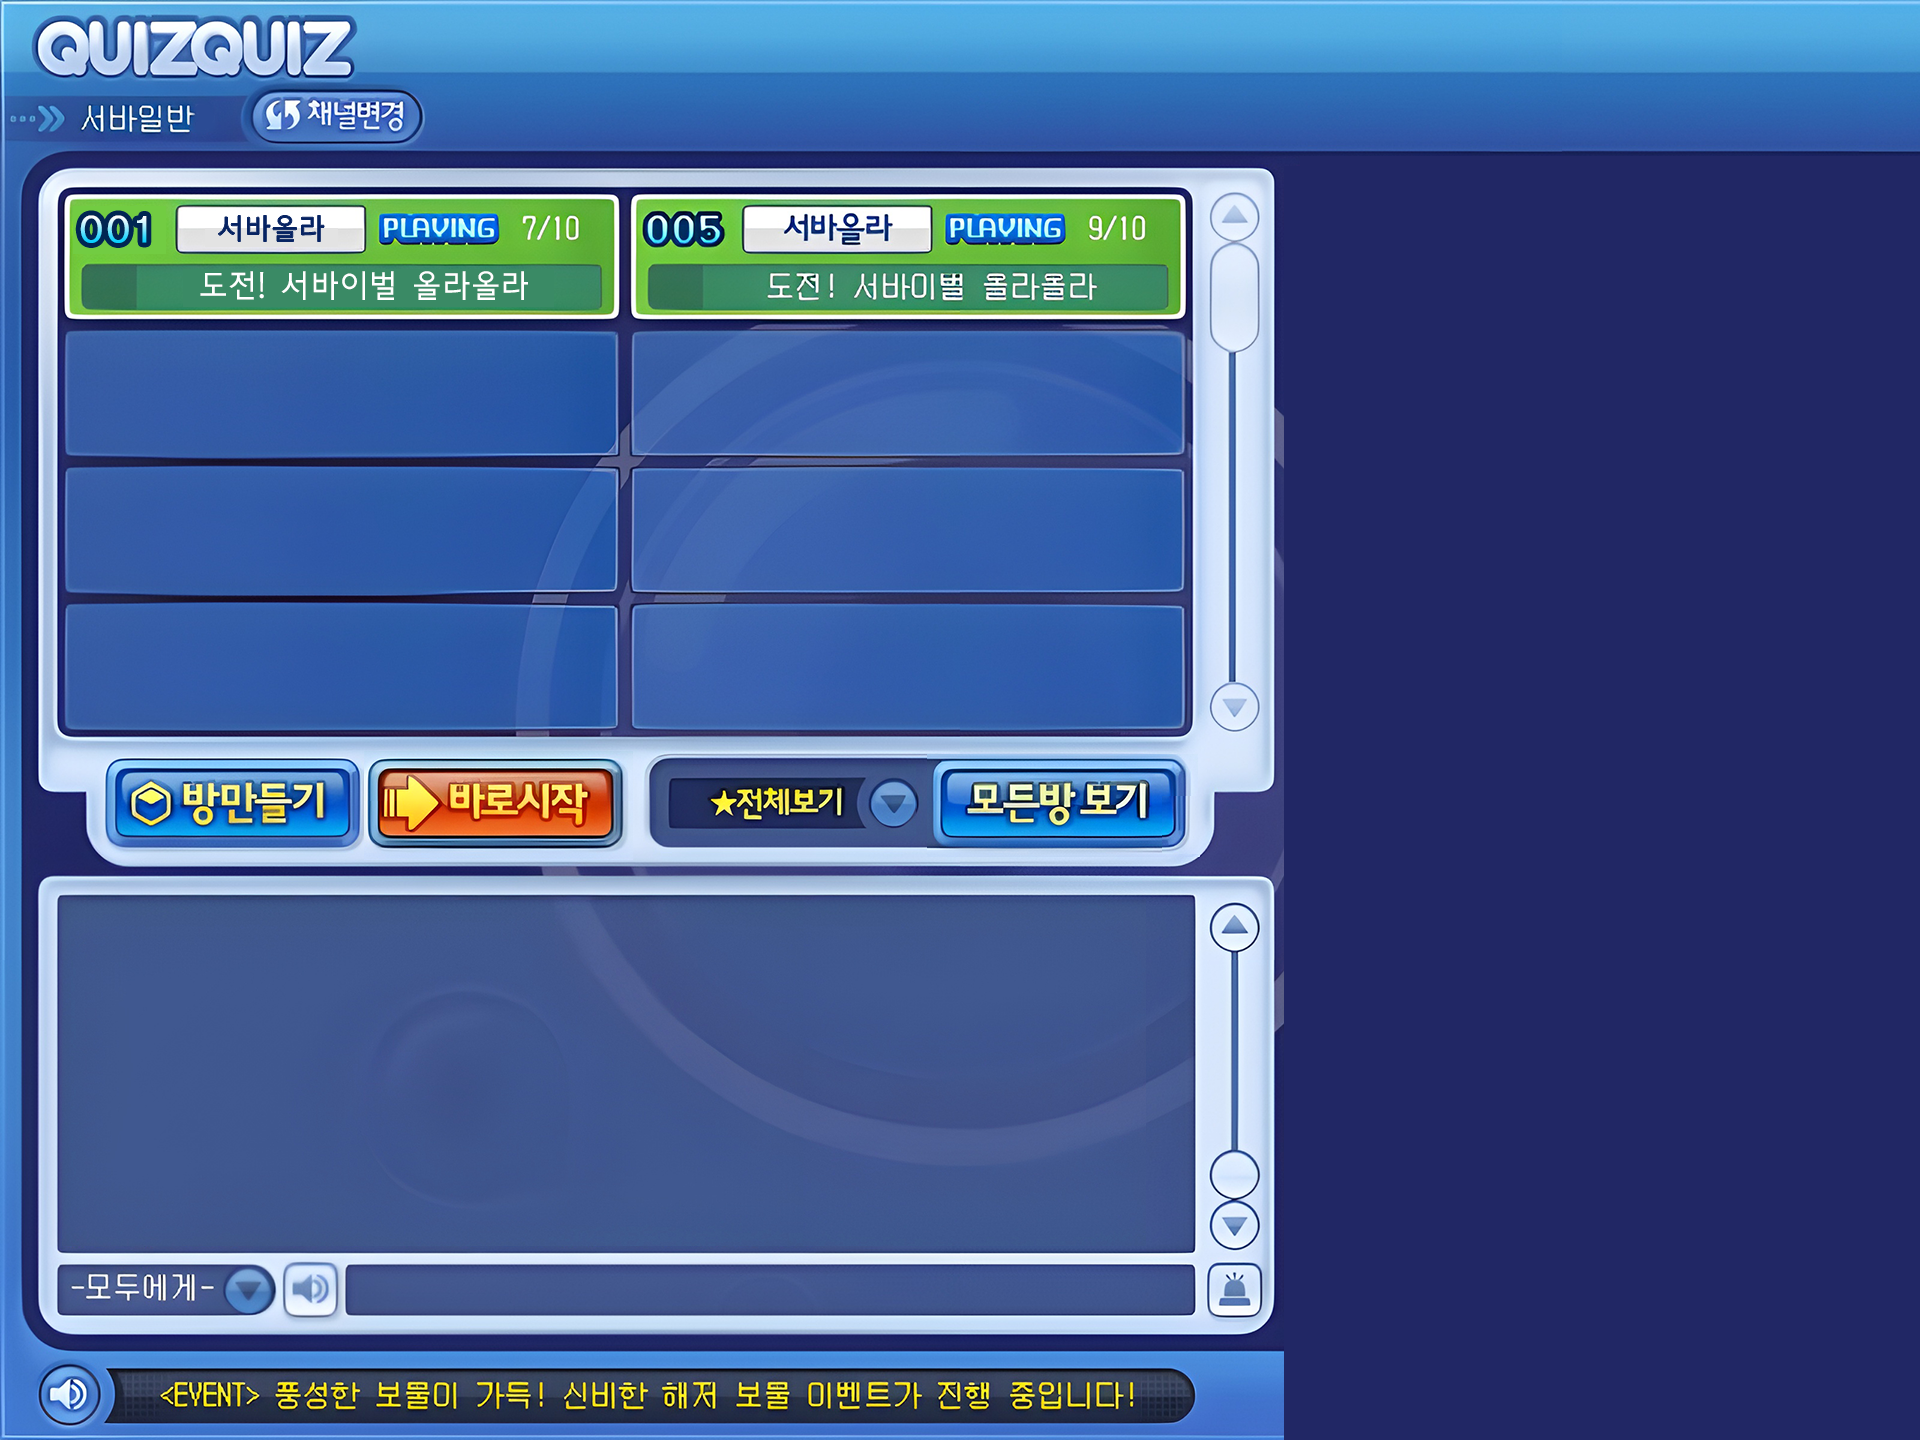 QUIZQUIZ
서바일반 채널변경
001 서바올라 PLAYING 7/10
도전! 서바이벌 올라올라
005 서바올라 PLAYING 9/10
도전! 서바이벌 올라올라
방만들기 바로시작 ★전체보기 모든방 보기
-모두에게-
<EVENT> 풍성한 보물이 가득! 신비한 해저 보물 이벤트가 진행 중입니다!